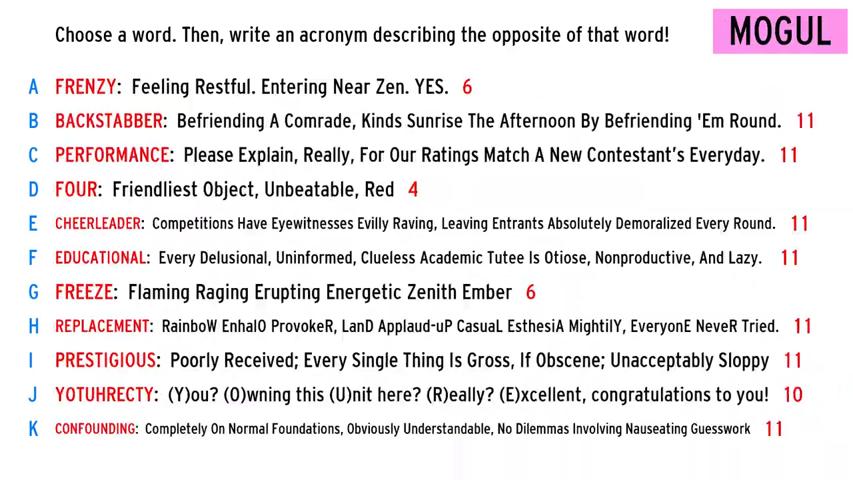 Choose a word. Then, write an acronym describing the opposite of that word!
MOGUL
A FRENZY: Feeling Restful. Entering Near Zen. YES. 6
B BACKSTABBER: Befriending A Comrade, Kinds Sunrise The Afternoon By Befriending 'Em Round. 11
C PERFORMANCE: Please Explain, Really, For Our Ratings Match A New Contestant's Everyday. 11
D FOUR: Friendliest Object, Unbeatable, Red 4
E CHEERLEADER: Competitions Have Eyewitnesses Evilly Raving, Leaving Entrants Absolutely Demoralized Every Round. 11
F EDUCATIONAL: Every Delusional, Uninformed, Clueless Academic Tutee Is Otiose, Nonproductive, And Lazy. 11
G FREEZE: Flaming Raging Erupting Energetic Zenith Ember 6
H REPLACEMENT: RainboW EnhalO ProvokeR, LanD Applaud-uP CasuaL EsthesiA MightilY, EveryonE NeveR Tried. 11
I PRESTIGIOUS: Poorly Received; Every Single Thing Is Gross, If Obscene; Unacceptably Sloppy 11
J YOTUHRECTY: (Y)ou? (O)wning this (U)nit here? (R)eally? (E)xcellent, congratulations to you! 10
K CONFOUNDING: Completely On Normal Foundations, Obviously Understandable, No Dilemmas Involving Nauseating Guesswork 11